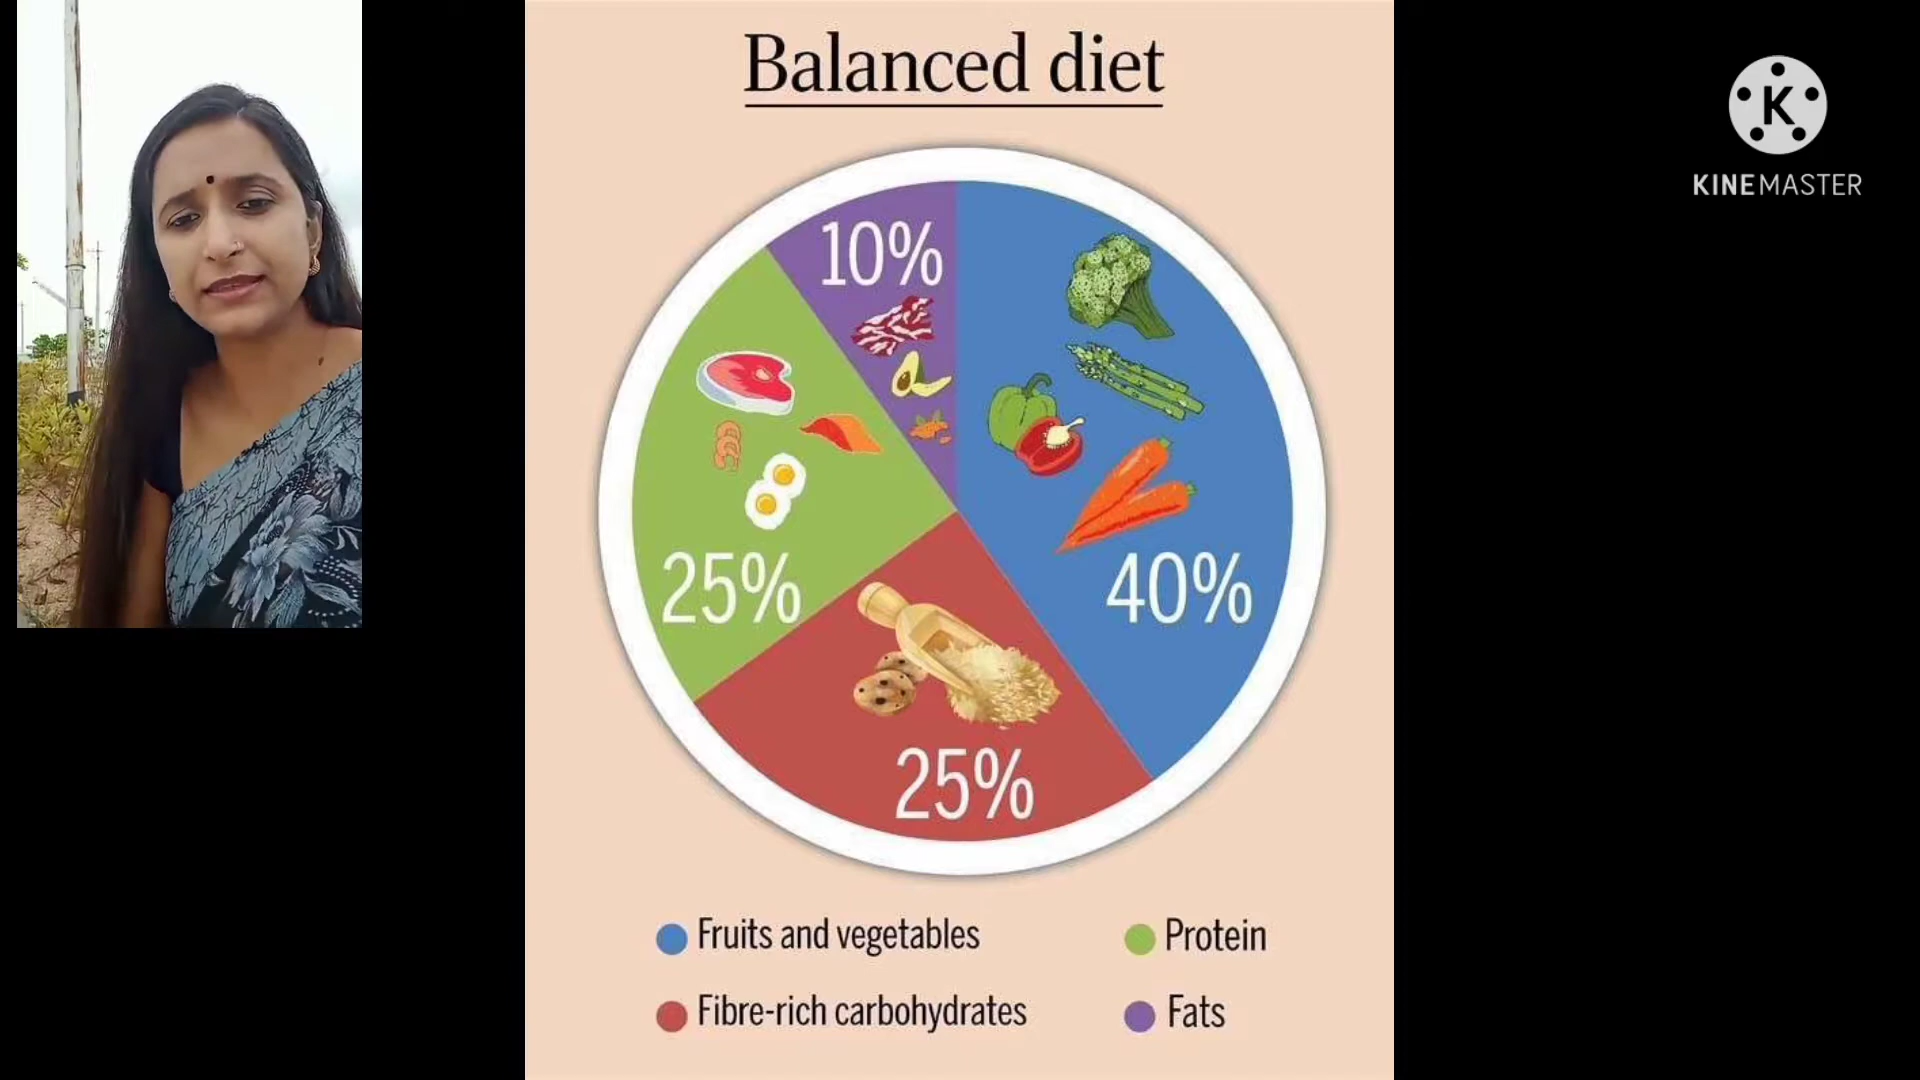 Balanced diet
K
KINEMASTER
10%
25%
40%
25%
Fruits and vegetables
Protein
Fibre-rich carbohydrates
Fats